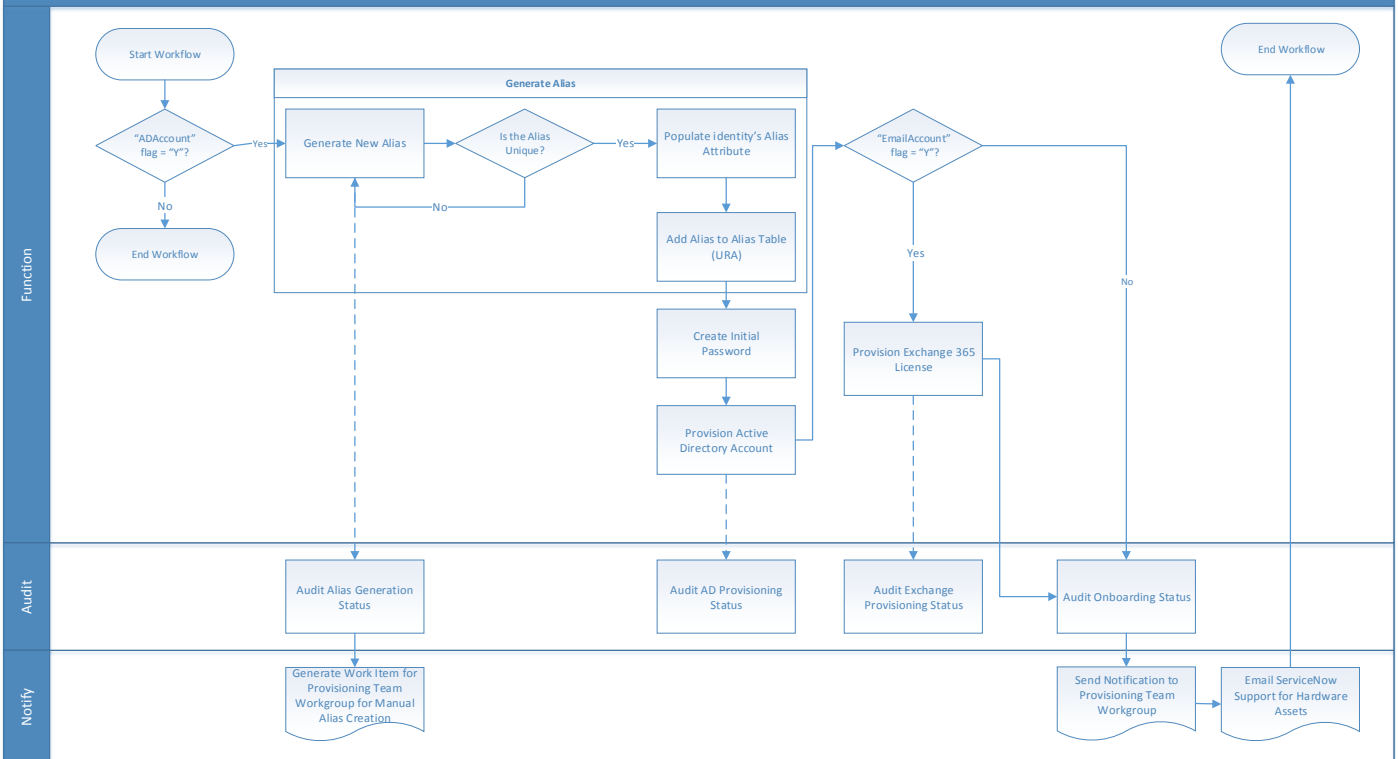 Function
Start Workflow
"ADAccount"
flag = "Y"?
Yes
No
End Workflow
Generate Alias
Generate New Alias
Is the Alias
Unique?
Yes
No
Populate identity's Alias
Attribute
Add Alias to Alias Table
(URA)
Create Initial
Password
Provision Active
Directory Account
"EmailAccount"
flag = "Y"?
Yes
No
Provision Exchange 365
License
End Workflow
Audit
Audit Alias Generation
Status
Audit AD Provisioning
Status
Audit Exchange
Provisioning Status
Audit Onboarding Status
Notify
Generate Work Item for
Provisioning Team
Workgroup for Manual
Alias Creation
Send Notification to
Provisioning Team
Workgroup
Email ServiceNow
Support for Hardware
Assets